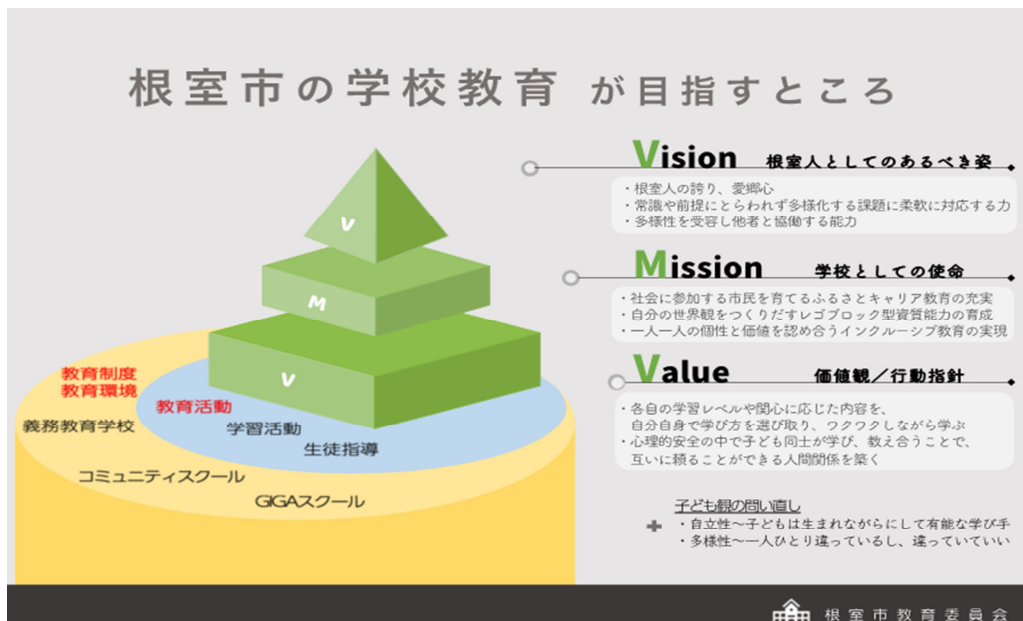 根室市の学校教育 が目指すところ
V
M
V
教育制度
教育環境
義務教育学校
コミュニティスクール
GIGAスクール
教育活動
学習活動
生徒指導
Vision 根室人としてのあるべき姿
・根室人の誇り、愛郷心
・常識や前提にとらわれず多様化する課題に柔軟に対応する力
・多様性を受容し他者と協働する能力
Mission 学校としての使命
・社会に参加する市民を育てるふるさとキャリア教育の充実
・自分の世界観をつくりだすレゴブロック型資質能力の育成
・一人一人の個性と価値を認め合うインクルーシブ教育の実現
Value 価値観／行動指針
・各自の学習レベルや関心に応じた内容を、
自分自身で学び方を選び取り、ワクワクしながら学ぶ
・心理的安全の中で子ども同士が学び、教え合うことで、
互いに頼ることができる人間関係を築く
子ども観の問い直し
+ ・自立性～子どもは生まれながらにして有能な学び手
・多様性～一人ひとり違っているし、違っていていい
根室市教育委員会